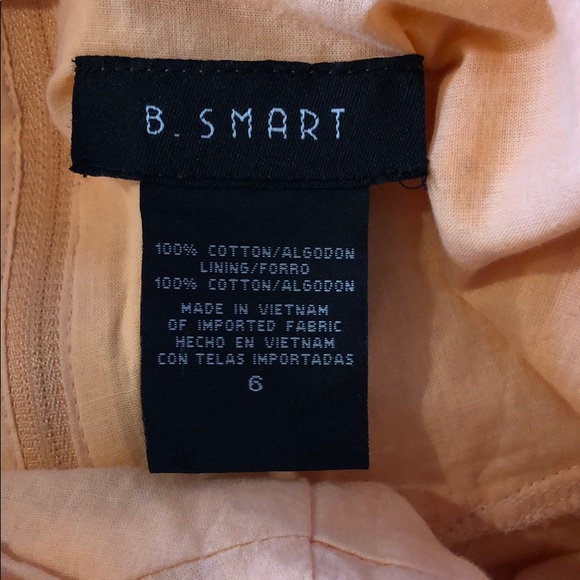 B. SMART
100% COTTON/ALGODON
LINING/FORRO
100% COTTON/ALGODON
MADE IN VIETNAM
OF IMPORTED FABRIC
HECHO EN VIETNAM
CON TELAS IMPORTADAS
6